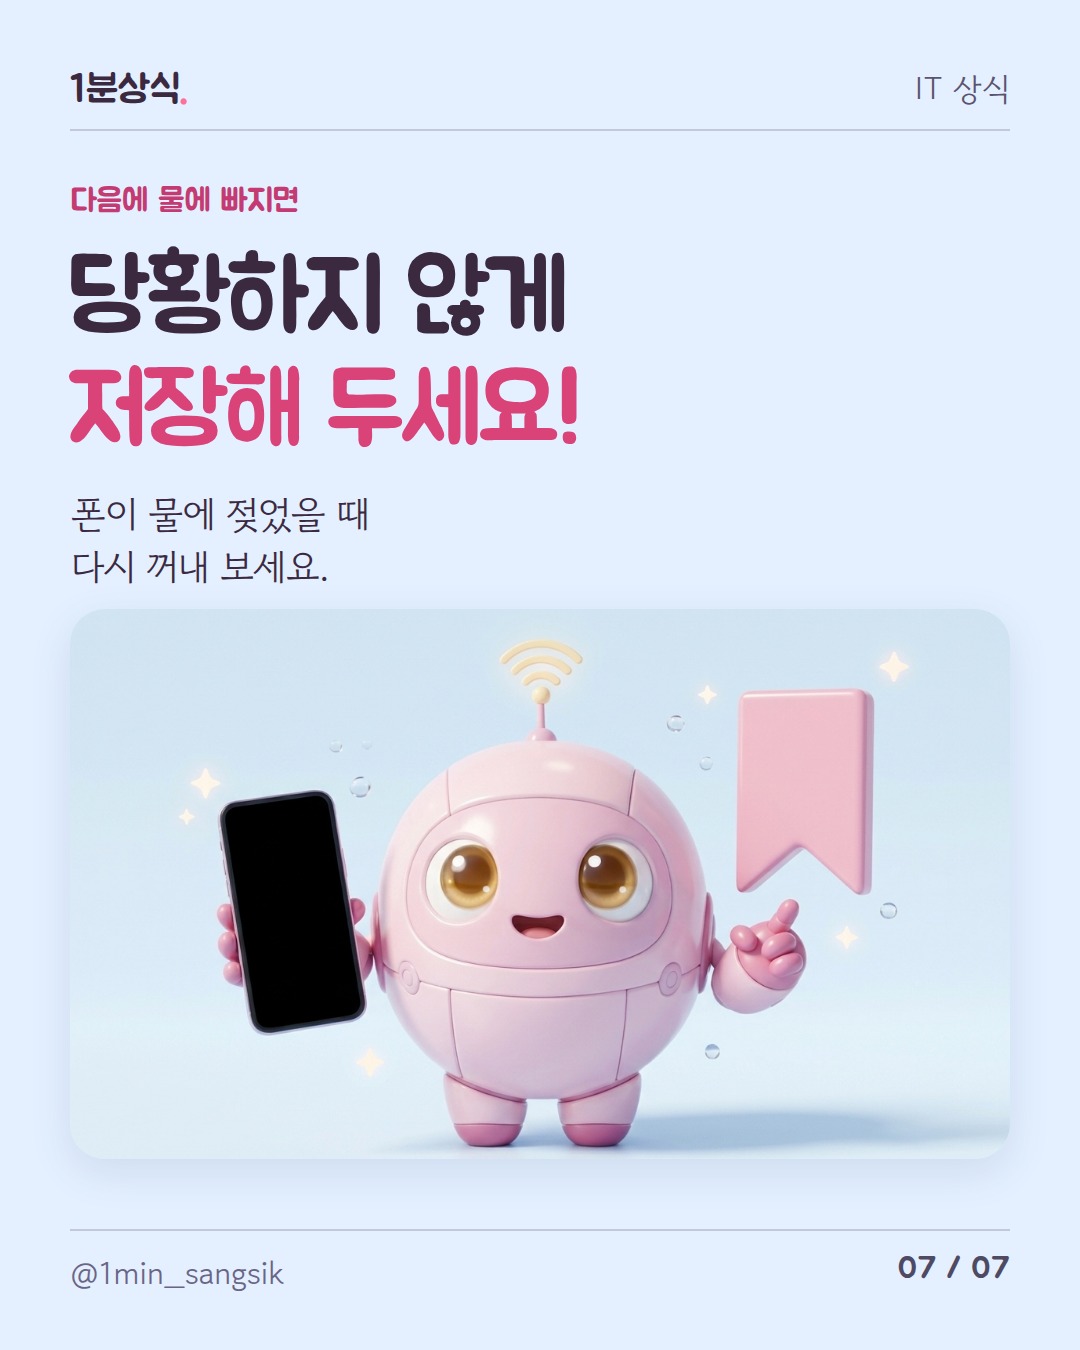 1분상식.
IT 상식
다음에 물에 빠지면
당황하지 않게
저장해 두세요!
폰이 물에 젖었을 때
다시 꺼내 보세요.
@1min_sangsik
07 / 07